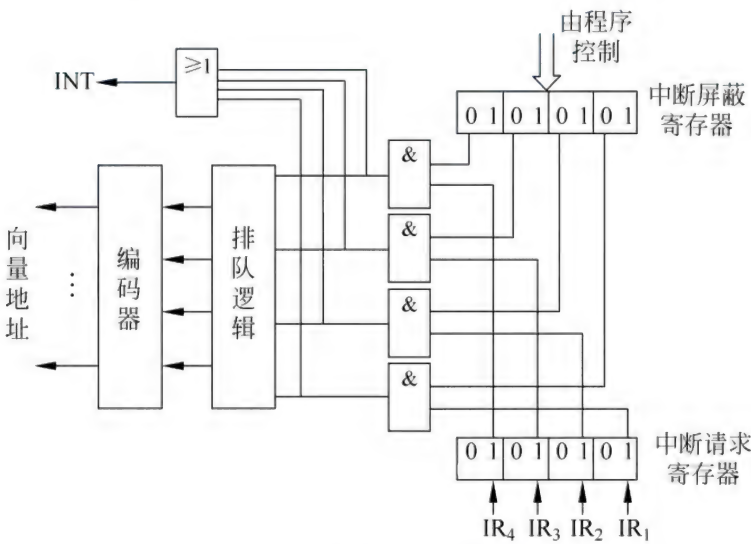 由程序
控制
≥1
INT
0 1 0 1 0 1 0 1
中断屏蔽
寄存器
&
&
&
&
向量地址
⋮
编码器
排队逻辑
0 1 0 1 0 1 0 1
中断请求
寄存器
IR4 IR3 IR2 IR1